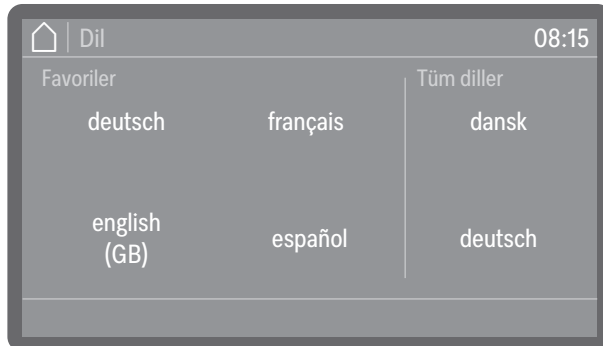 Dil 08:15
Favoriler Tüm diller
deutsch français dansk
english
(GB) español deutsch